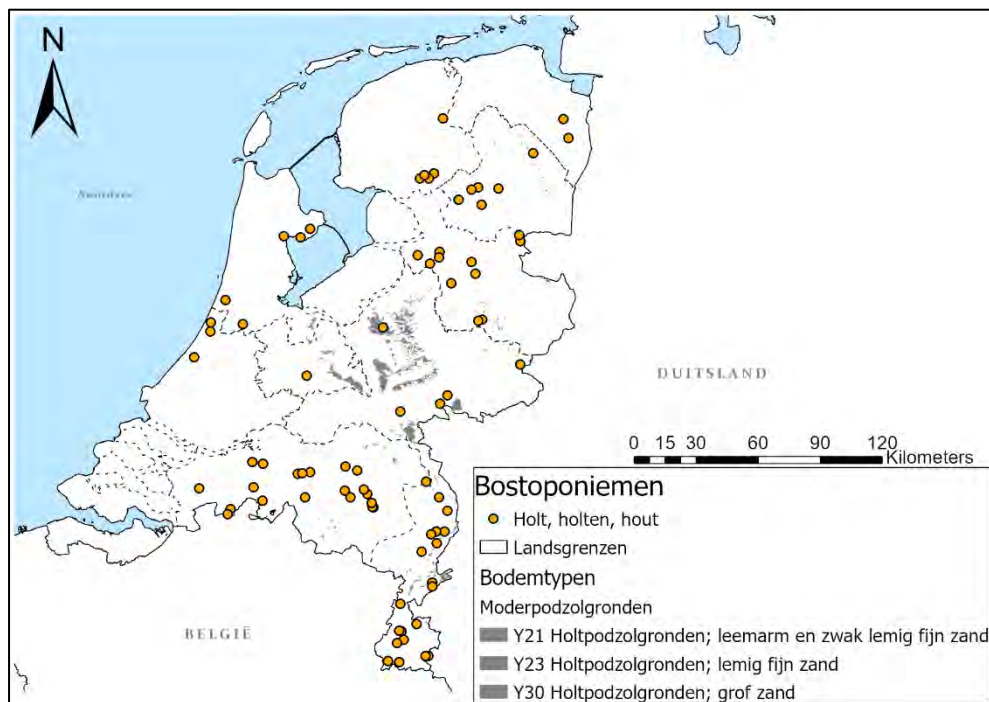 N
Noordzee
DUITSLAND
0 15 30 60 90 120
Kilometers
Bostoponiemen
Holt, holten, hout
Landsgrenzen
Bodemtypen
Moderpodzolgronden
Y21 Holtpodzolgronden; leemarm en zwak lemig fijn zand
Y23 Holtpodzolgronden; lemig fijn zand
Y30 Holtpodzolgronden; grof zand
BELGIË